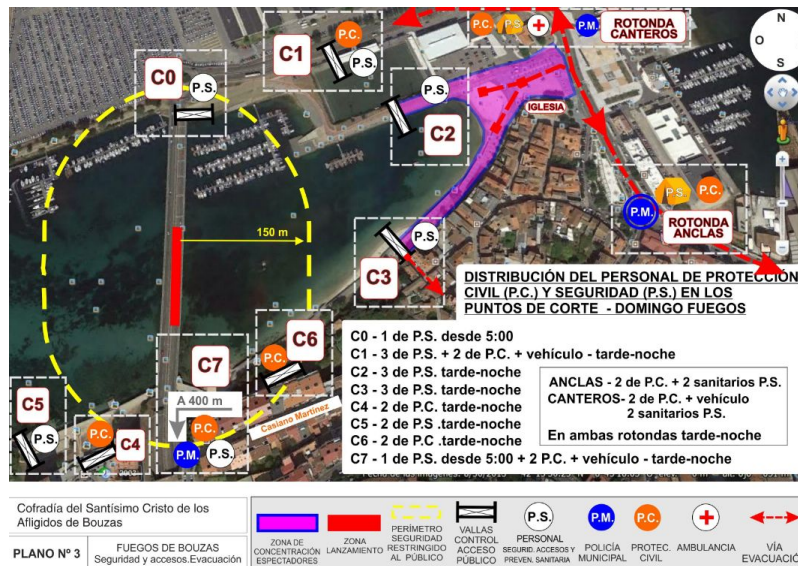 P.C.
P.S.
P.C.
P.S.
P.M.
ROTONDA
CANTEROS
N
O
E
S
C0
P.S.
C1
P.S.
C2
IGLESIA
P.S.
P.C.
P.M.
ROTONDA
ANCLAS
150 m
P.S.
C3
DISTRIBUCIÓN DEL PERSONAL DE PROTECCIÓN
CIVIL (P.C.) Y SEGURIDAD (P.S.) EN LOS
PUNTOS DE CORTE - DOMINGO FUEGOS
C0 - 1 de P.S. desde 5:00
C1 - 3 de P.S. + 2 de P.C. + vehículo - tarde-noche
C2 - 3 de P.S. tarde-noche
C3 - 3 de P.S. tarde-noche
C4 - 2 de P.C. tarde-noche
C5 - 2 de P.S .tarde-noche
C6 - 2 de P.C .tarde-noche
C7 - 1 de P.S. desde 5:00 + 2 P.C. + vehículo - tarde-noche
ANCLAS - 2 de P.C. + 2 sanitarios P.S.
CANTEROS- 2 de P.C. + vehículo
2 sanitarios P.S.
En ambas rotondas tarde-noche
C6
P.C.
C7
A 400 m
Casiano Martínez
C5
P.S.
P.C.
C4
P.C.
P.M.
P.S.
Cofradía del Santísimo Cristo de los
Afligidos de Bouzas
PLANO Nº 3
FUEGOS DE BOUZAS
Seguridad y accesos.Evacuación
ZONA DE
CONCENTRACIÓN
ESPECTADORES
ZONA
LANZAMIENTO
PERÍMETRO
SEGURIDAD
RESTRINGIDO
AL PÚBLICO
VALLAS
CONTROL
ACCESO
PÚBLICO
P.S.
PERSONAL
SEGURID. ACCESOS Y
PREVEN. SANITARIA
P.M.
POLICÍA
MUNICIPAL
P.C.
PROTEC.
CIVIL
AMBULANCIA
VÍA
EVACUACIÓ